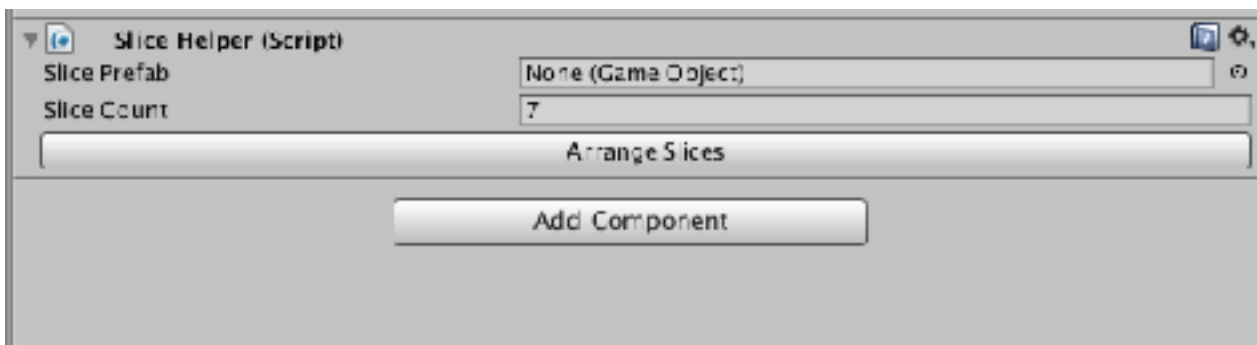 Slice Helper (Script)
Slice Prefab None (Game Object)
Slice Count 7
Arrange Slices
Add Component